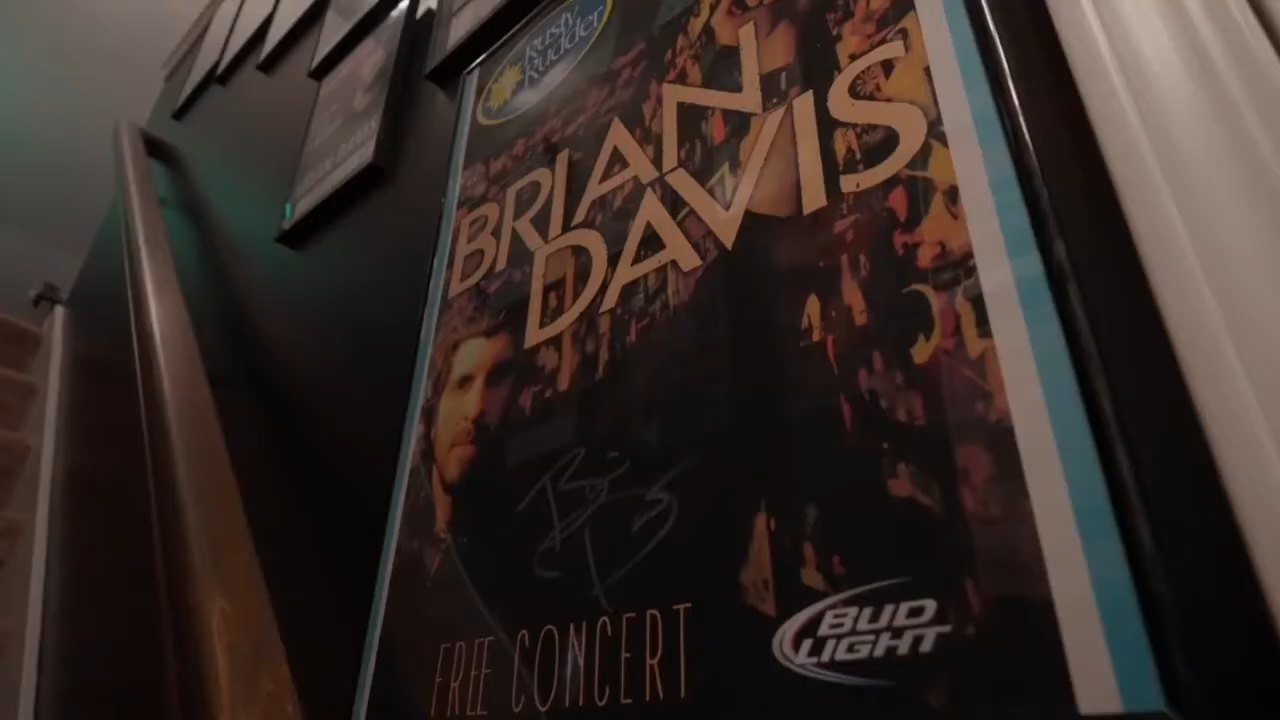 Rusty
Rudder
BRIAN
DAVIS
FREE CONCERT
BUD
LIGHT